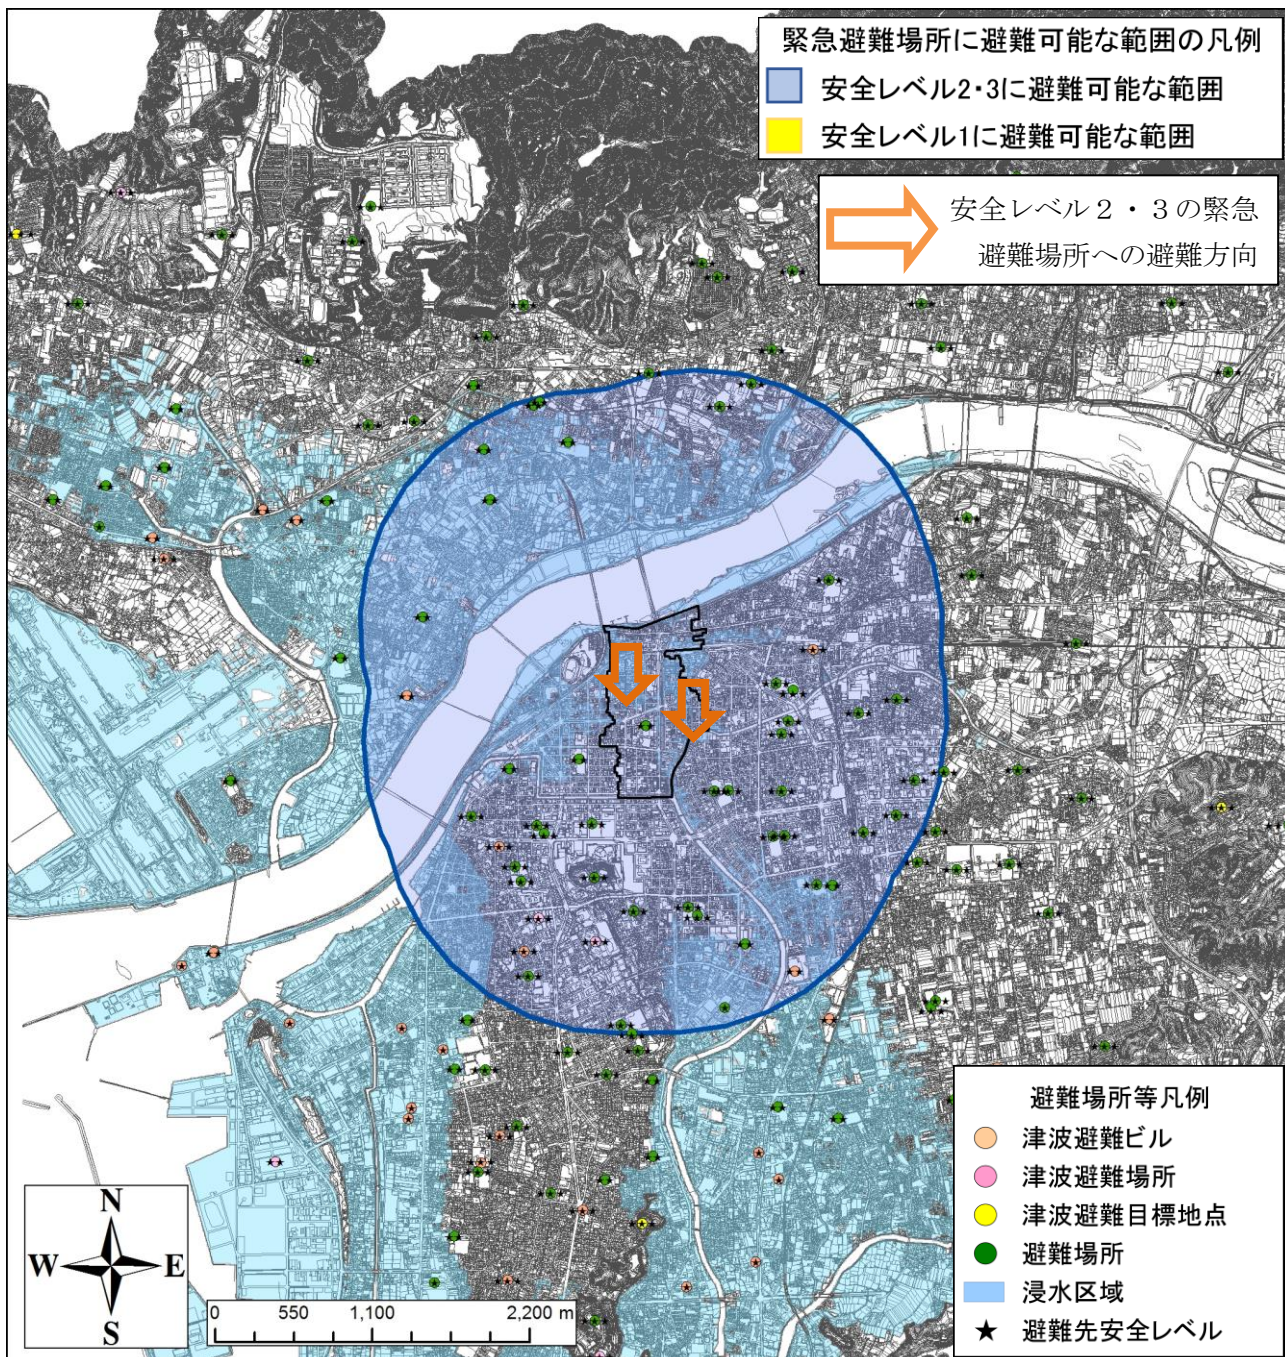 緊急避難場所に避難可能な範囲の凡例
安全レベル2・3に避難可能な範囲
安全レベル1に避難可能な範囲
安全レベル２・３の緊急
避難場所への避難方向
避難場所等凡例
津波避難ビル
津波避難場所
津波避難目標地点
避難場所
浸水区域
避難先安全レベル
N
W E
S
0 550 1,100 2,200 m